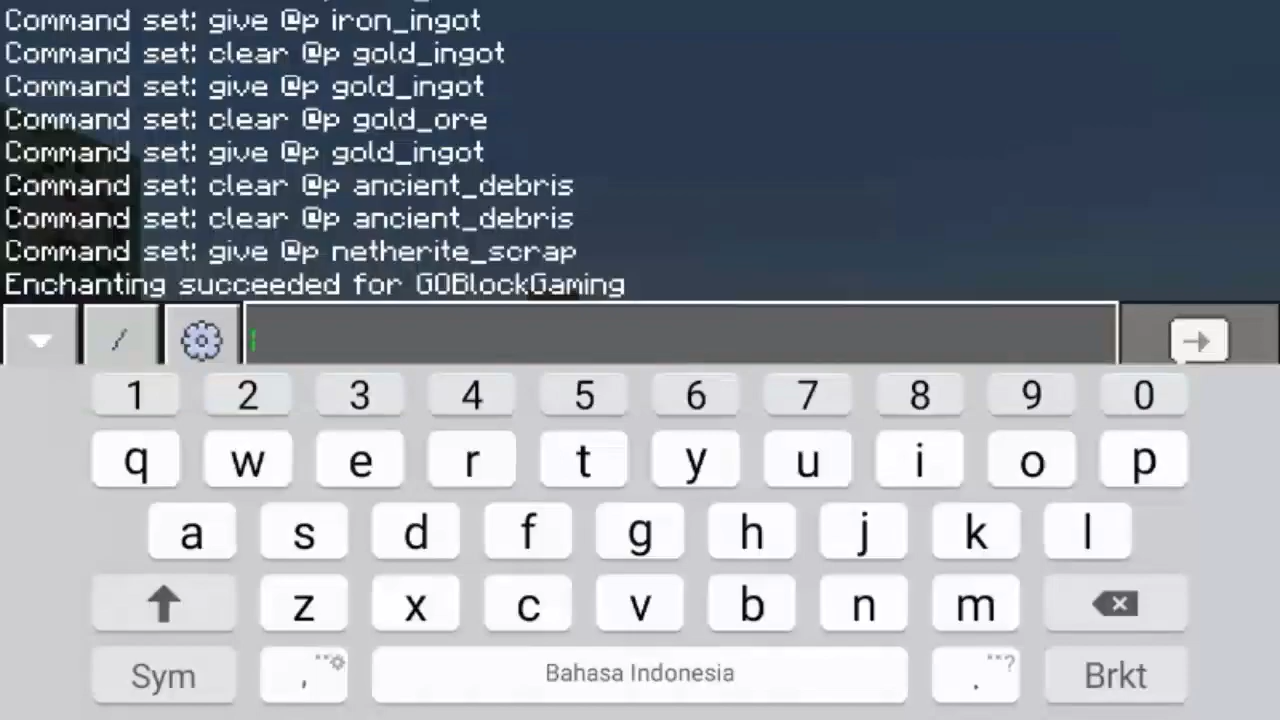 Command set: give @p iron_ingot
Command set: clear @p gold_ingot
Command set: give @p gold_ingot
Command set: clear @p gold_ore
Command set: give @p gold_ingot
Command set: clear @p ancient_debris
Command set: clear @p ancient_debris
Command set: give @p netherite_scrap
Enchanting succeeded for GOBlockGaming
/
1 2 3 4 5 6 7 8 9 0
q w e r t y u i o p
a s d f g h j k l
z x c v b n m
Sym , Bahasa Indonesia . ? Brkt